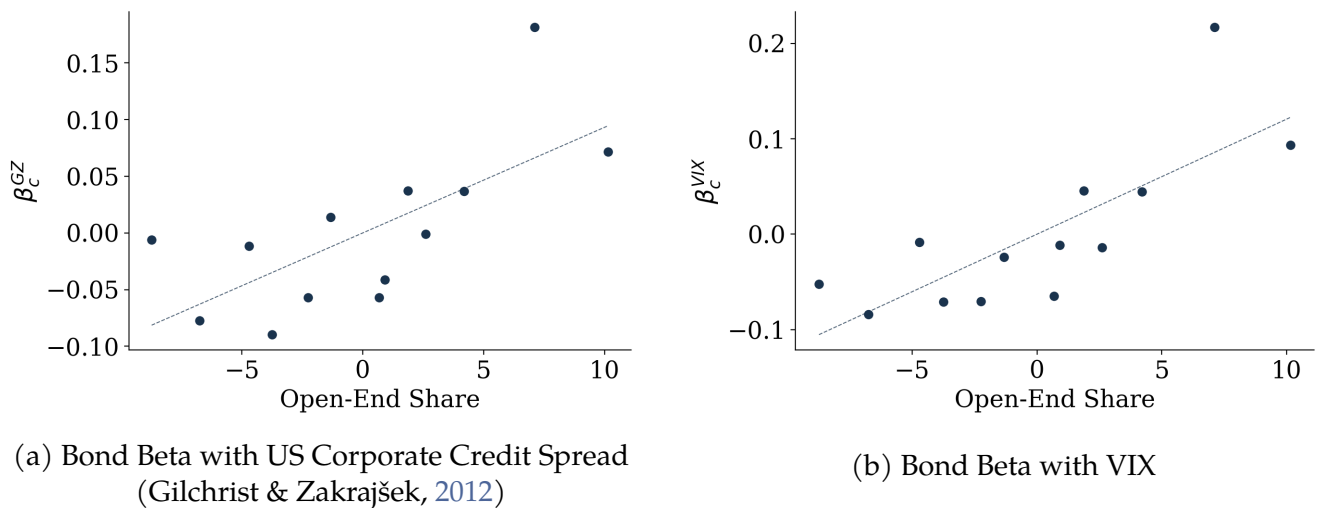 0.15
0.10
0.05
0.00
−0.05
−0.10
β_c^{GZ}
−5
0
5
10
Open-End Share
(a) Bond Beta with US Corporate Credit Spread
(Gilchrist & Zakrajšek, 2012)
0.2
0.1
0.0
−0.1
β_c^{VIX}
−5
0
5
10
Open-End Share
(b) Bond Beta with VIX